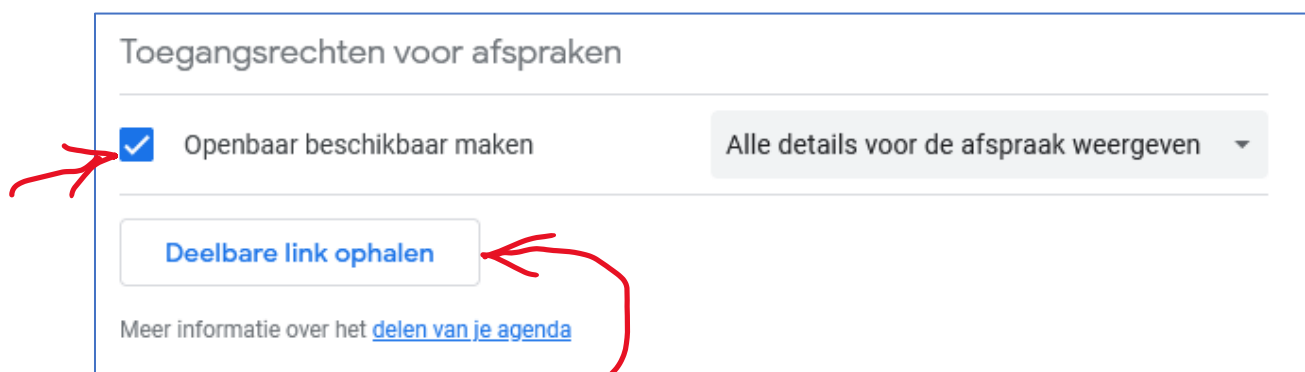 Toegangsrechten voor afspraken
Openbaar beschikbaar maken Alle details voor de afspraak weergeven
Deelbare link ophalen
Meer informatie over het delen van je agenda